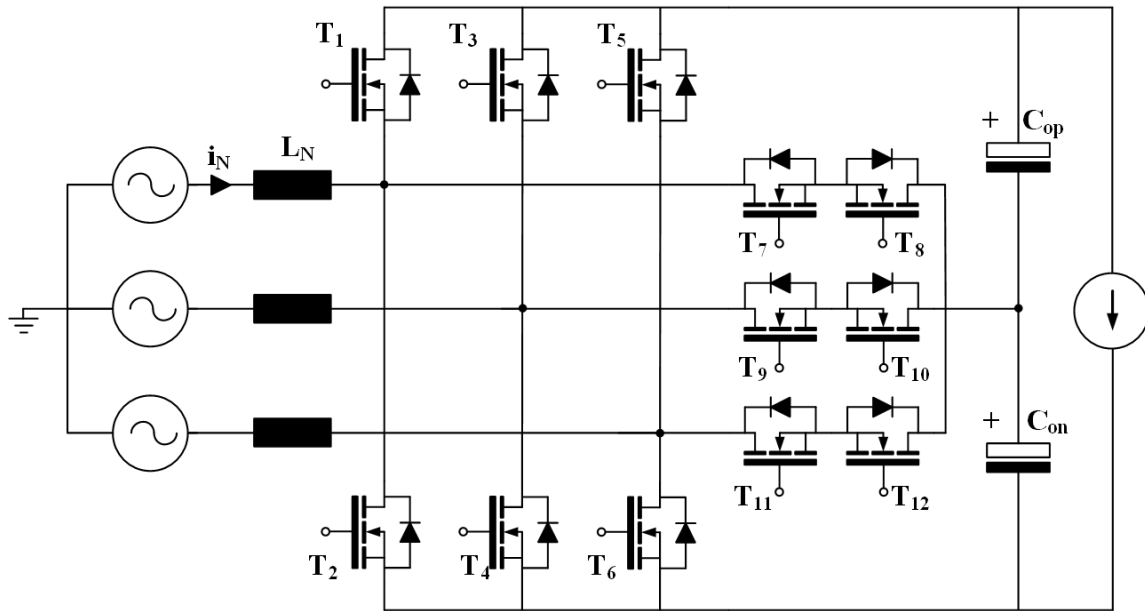 T1 T3 T5
iN LN
+ Cop
T7 T8
T9 T10
+ Con
T11 T12
T2 T4 T6